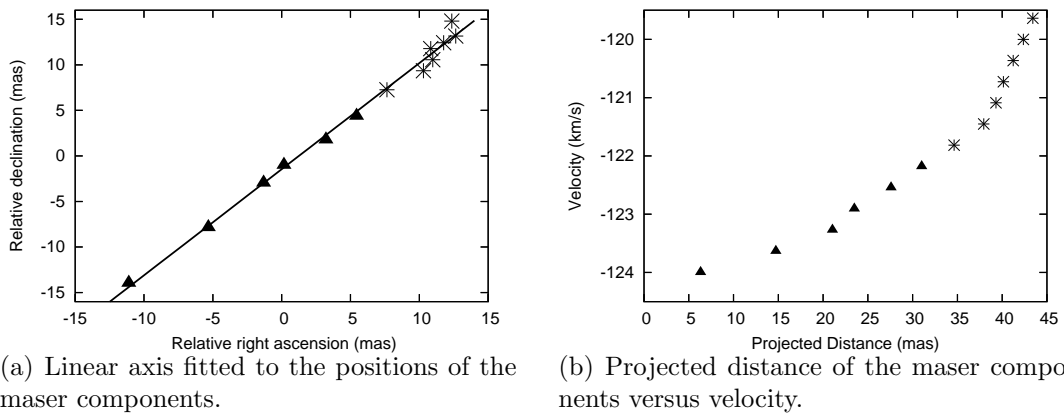 15
10
5
0
-5
-10
-15
Relative declination (mas)
-15 -10 -5 0 5 10 15
Relative right ascension (mas)
(a) Linear axis fitted to the positions of the
maser components.
-120
-121
-122
-123
-124
Velocity (km/s)
0 5 10 15 20 25 30 35 40 45
Projected Distance (mas)
(b) Projected distance of the maser compo-
nents versus velocity.